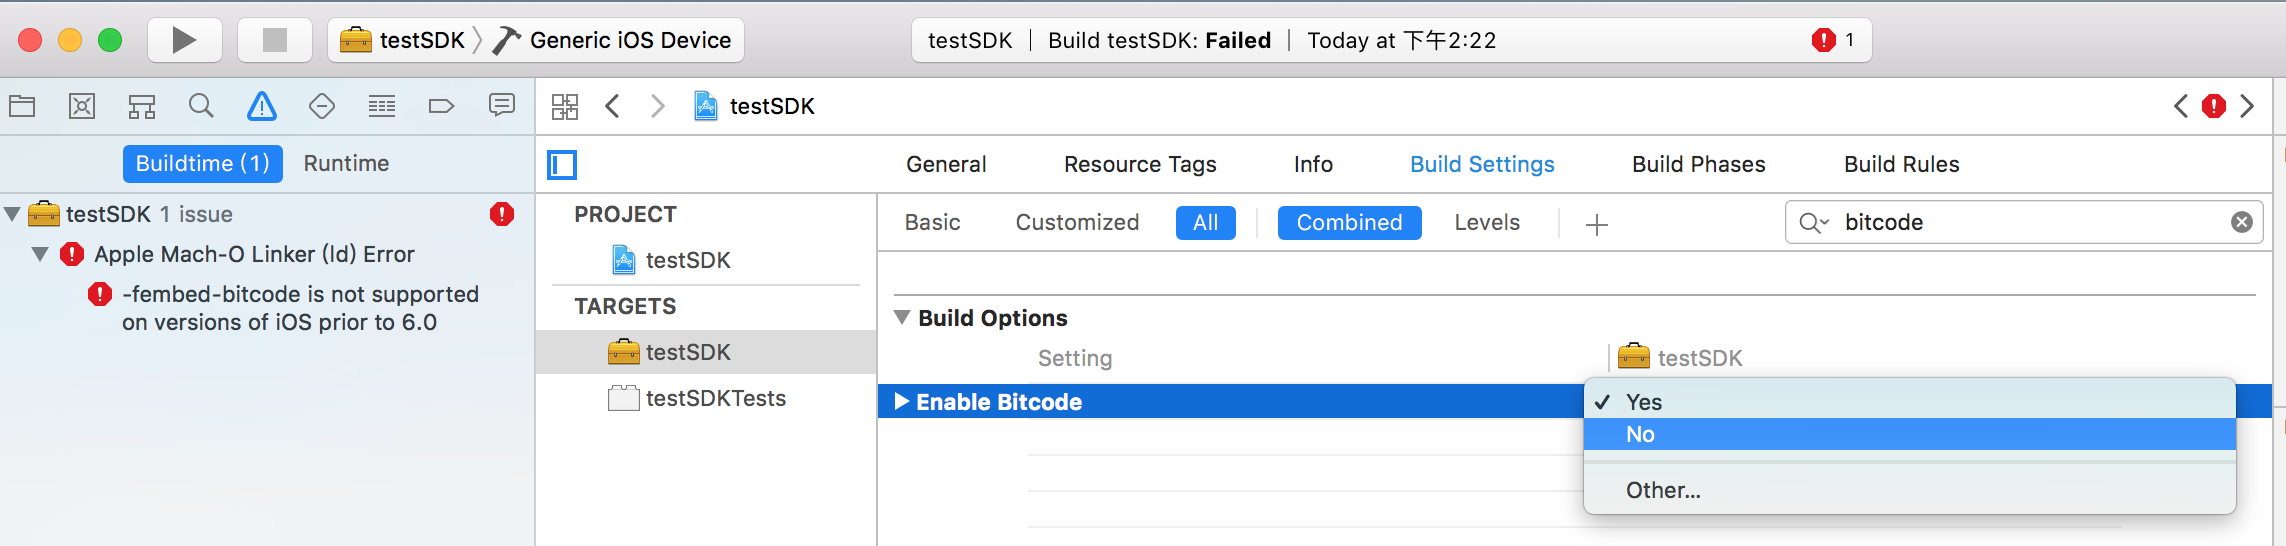 testSDK Generic iOS Device
testSDK | Build testSDK: Failed | Today at 下午2:22
1
testSDK
Buildtime (1) Runtime
General Resource Tags Info Build Settings Build Phases Build Rules
testSDK 1 issue
Apple Mach-O Linker (ld) Error
-fembed-bitcode is not supported
on versions of iOS prior to 6.0
PROJECT
testSDK
TARGETS
testSDK
testSDKTests
Basic Customized All Combined Levels
bitcode
Build Options
Setting testSDK
Enable Bitcode
Yes
No
Other...